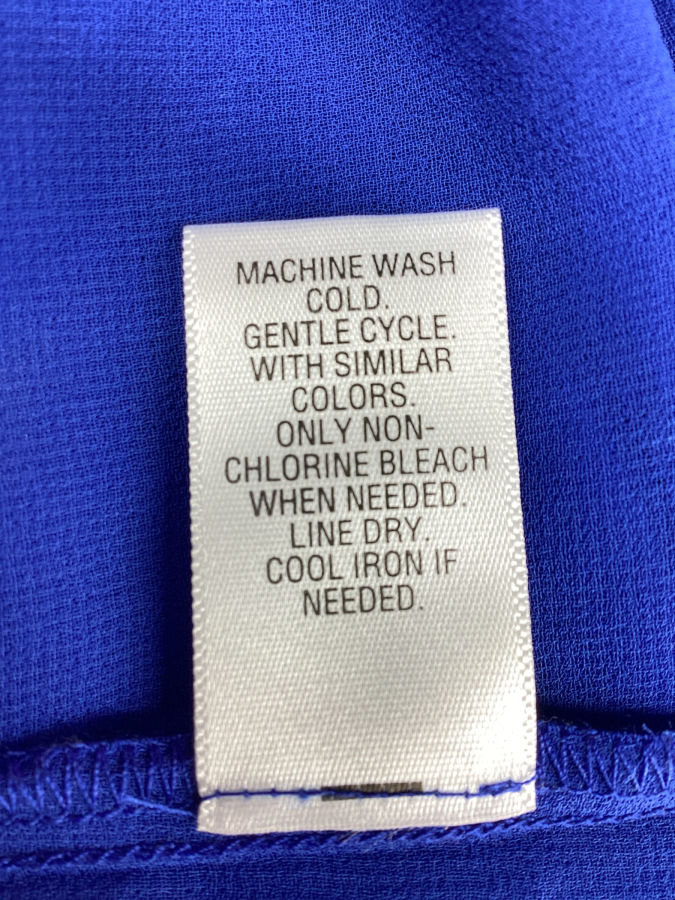 MACHINE WASH
COLD.
GENTLE CYCLE.
WITH SIMILAR
COLORS.
ONLY NON-
CHLORINE BLEACH
WHEN NEEDED.
LINE DRY.
COOL IRON IF
NEEDED.